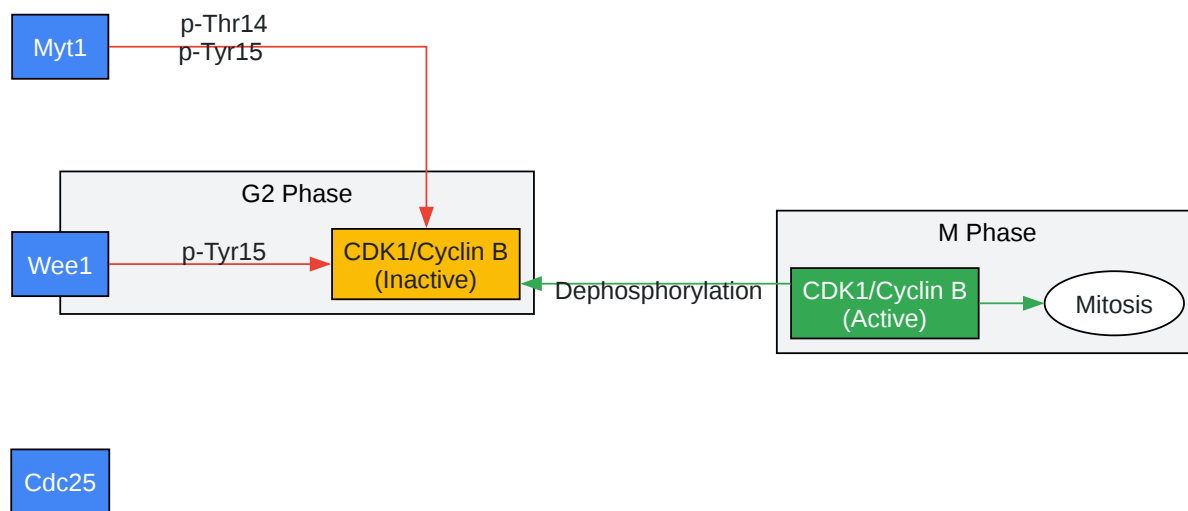 Myt1
p-Thr14
p-Tyr15
G2 Phase
Wee1
p-Tyr15
CDK1/Cyclin B
(Inactive)
Dephosphorylation
M Phase
CDK1/Cyclin B
(Active)
Mitosis
Cdc25